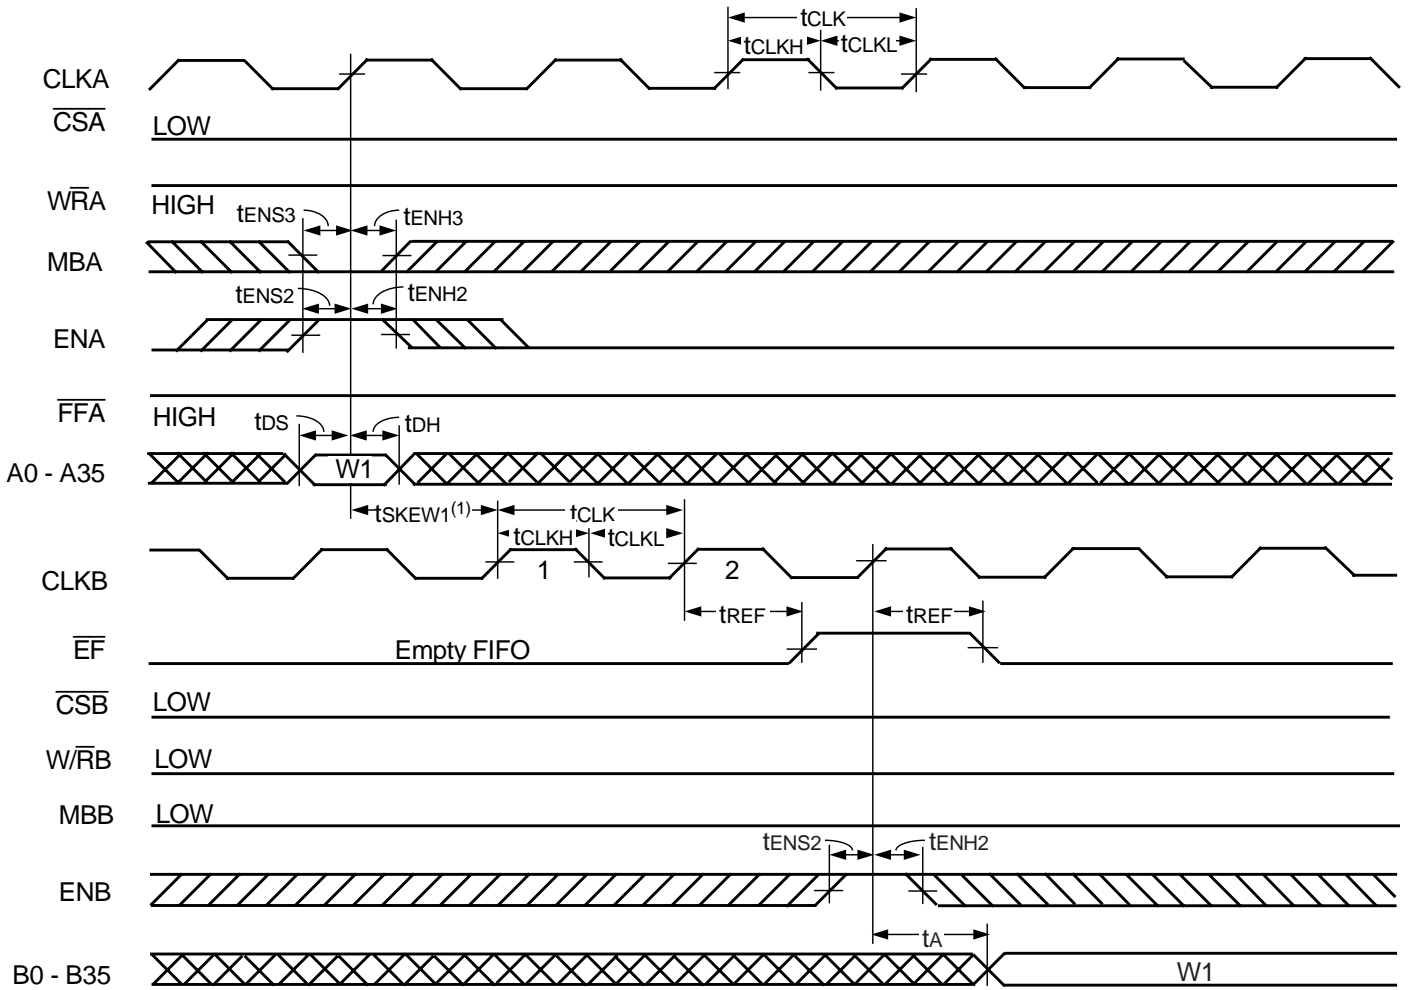 tCLK
tCLKH tCLKL
CLKA
CSA LOW
WRA HIGH
tENS3 tENH3
MBA
tENS2 tENH2
ENA
FFA HIGH
tDS tDH
A0 - A35 W1
tSKEW1(1) tCLK
tCLKH tCLKL
CLKB 1 2
tREF tREF
EF Empty FIFO
CSB LOW
W/RB LOW
MBB LOW
tENS2 tENH2
ENB
tA
B0 - B35 W1